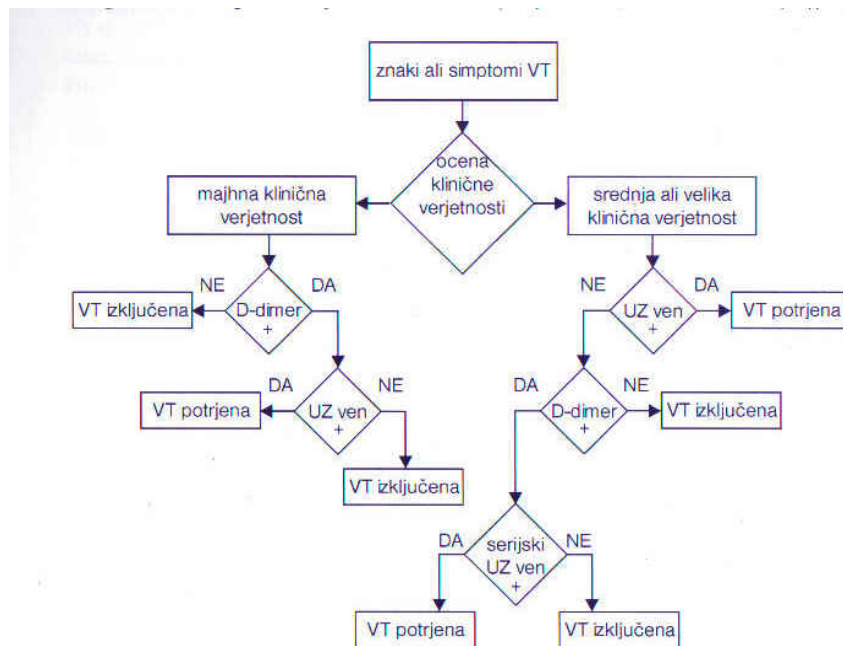 znaki ali simptomi VT
ocena
klinične
verjetnosti
majhna klinična
verjetnost
srednja ali velika
klinična verjetnost
NE
DA
NE
DA
VT izključena
D-dimer
+
UZ ven
+
VT potrjena
DA
NE
DA
NE
VT potrjena
UZ ven
+
D-dimer
+
VT izključena
VT izključena
DA
serijski
UZ ven
+
NE
VT potrjena
VT izključena